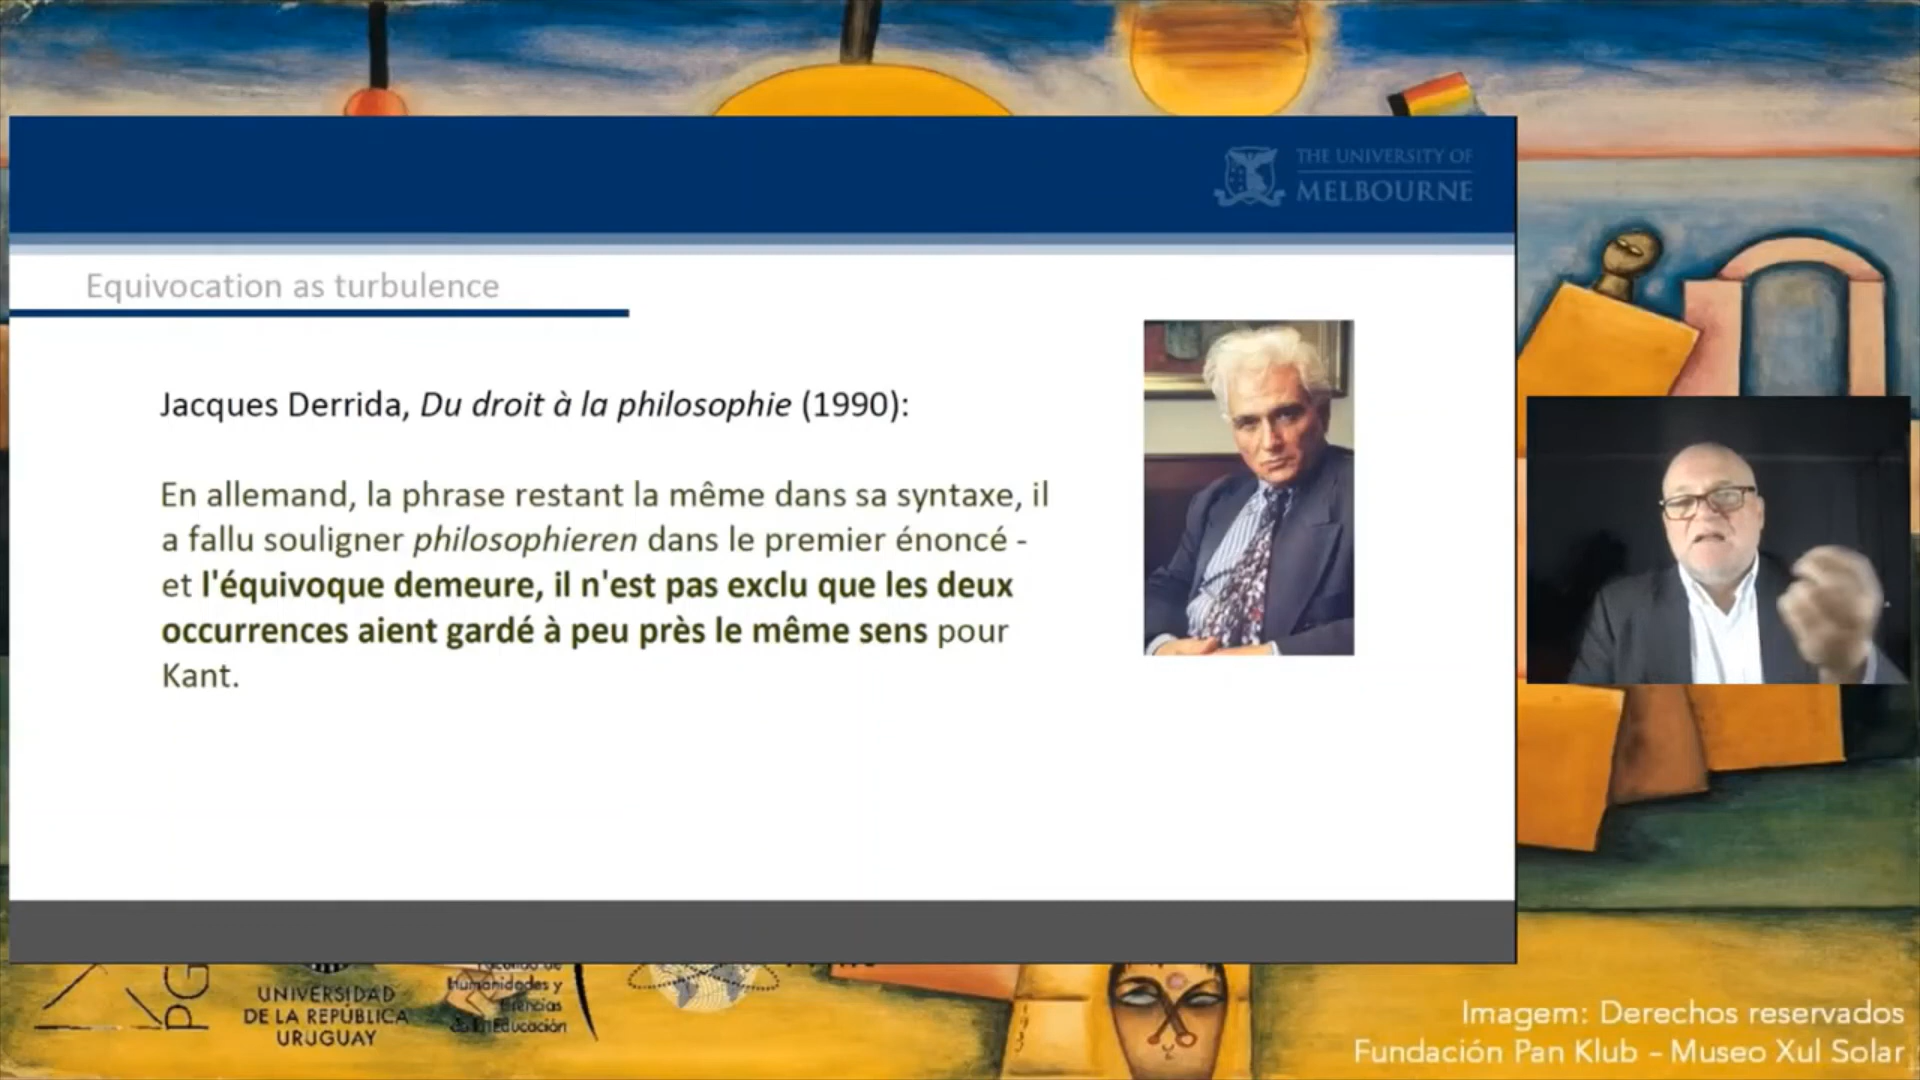 THE UNIVERSITY OF
MELBOURNE
Equivocation as turbulence
Jacques Derrida, Du droit à la philosophie (1990):
En allemand, la phrase restant la même dans sa syntaxe, il
a fallu souligner philosophieren dans le premier énoncé -
et l'équivoque demeure, il n'est pas exclu que les deux
occurrences aient gardé à peu près le même sens pour
Kant.
UNIVERSIDAD
DE LA REPÚBLICA
URUGUAY
Humanidades y
Ciencias
de la Educación
Imagem: Derechos reservados
Fundación Pan Klub - Museo Xul Solar